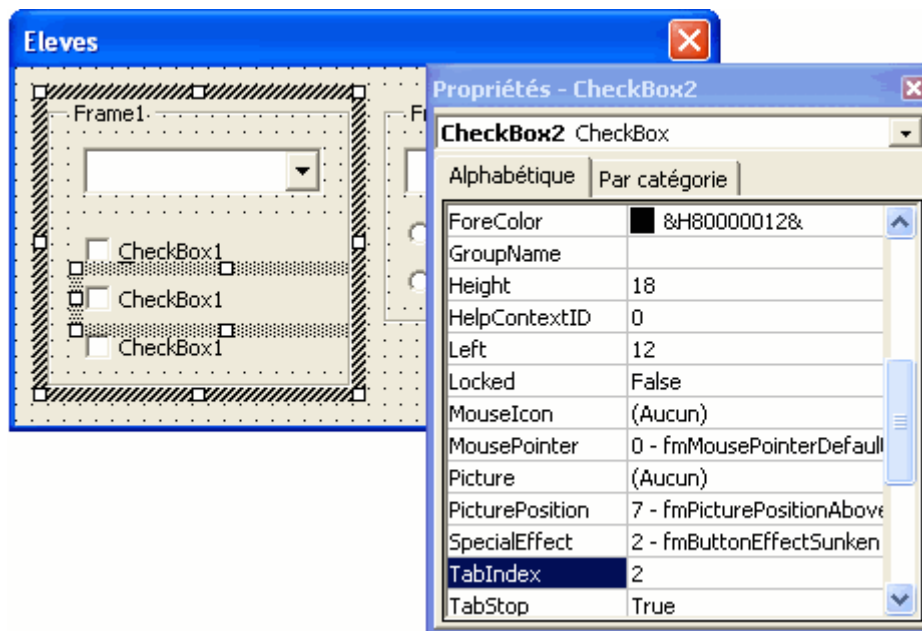 Eleves
Frame1
CheckBox1
CheckBox1
CheckBox1
Propriétés - CheckBox2
CheckBox2 CheckBox
Alphabétique Par catégorie
ForeColor &H80000012&
GroupName
Height 18
HelpContextID 0
Left 12
Locked False
MouseIcon (Aucun)
MousePointer 0 - fmMousePointerDefaul
Picture (Aucun)
PicturePosition 7 - fmPicturePositionAbove
SpecialEffect 2 - fmButtonEffectSunken
TabIndex 2
TabStop True